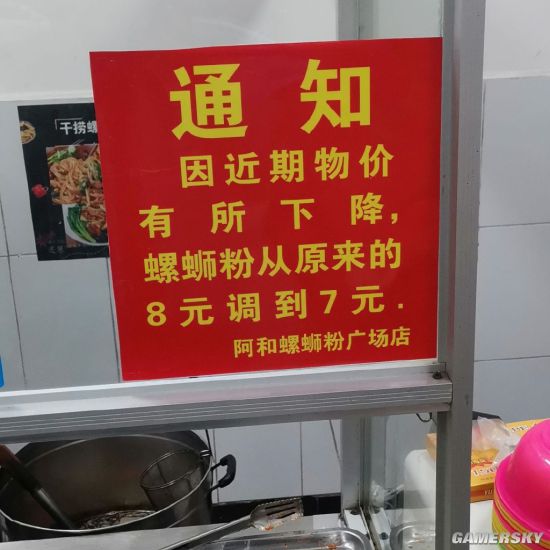 通知
因近期物价
有所下降，
螺蛳粉从原来的
8元调到7元.
阿和螺蛳粉广场店
干捞螺
GAMERSKY